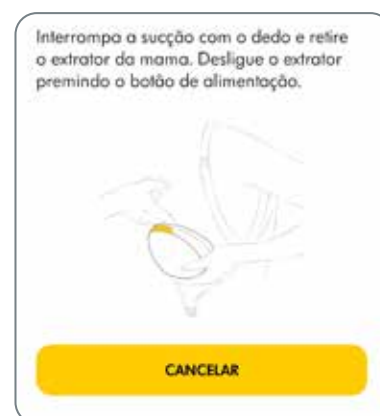 Interrompa a sucção com o dedo e retire
o extrator da mama. Desligue o extrator
premindo o botão de alimentação.
CANCELAR